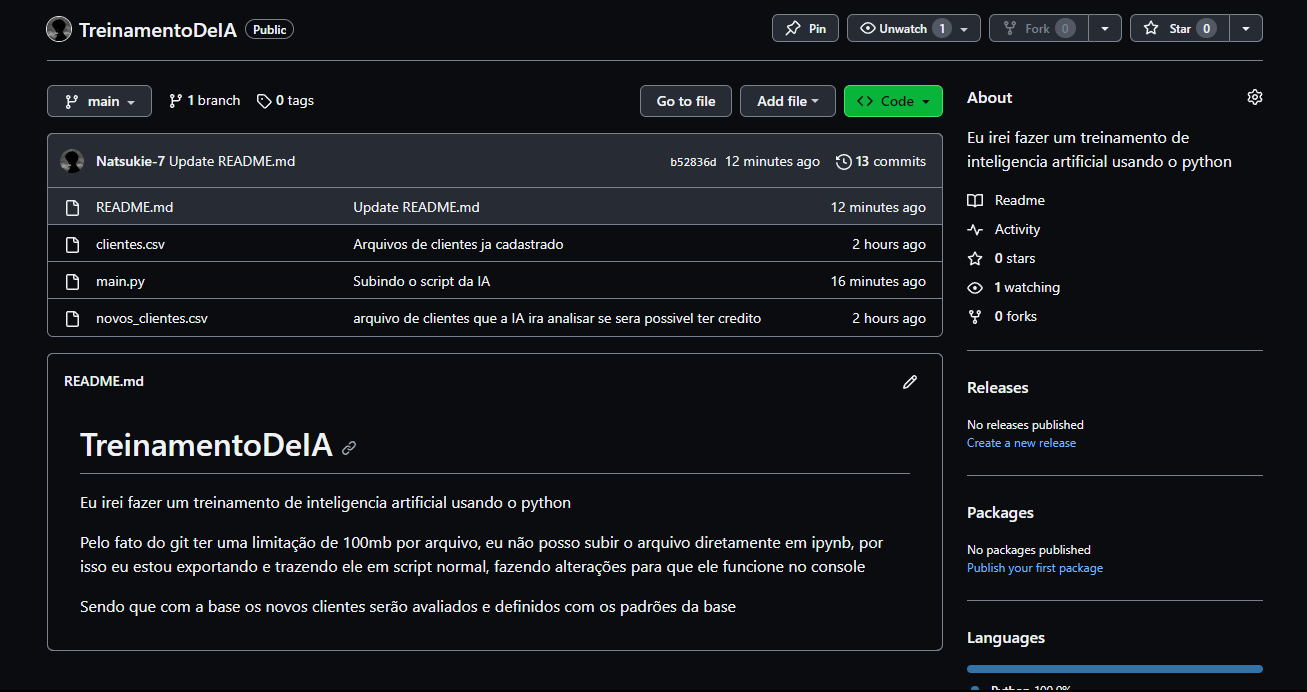 TreinamentoDeIA Public Pin Unwatch 1 Fork 0 Star 0
main 1 branch 0 tags Go to file Add file Code
Natsukie-7 Update README.md b52836d 12 minutes ago 13 commits
README.md Update README.md 12 minutes ago
clientes.csv Arquivos de clientes ja cadastrado 2 hours ago
main.py Subindo o script da IA 16 minutes ago
novos_clientes.csv arquivo de clientes que a IA ira analisar se sera possivel ter credito 2 hours ago
README.md
TreinamentoDeIA
Eu irei fazer um treinamento de inteligencia artificial usando o python
Pelo fato do git ter uma limitação de 100mb por arquivo, eu não posso subir o arquivo diretamente em ipynb, por
isso eu estou exportando e trazendo ele em script normal, fazendo alterações para que ele funcione no console
Sendo que com a base os novos clientes serão avaliados e definidos com os padrões da base
About
Eu irei fazer um treinamento de
inteligencia artificial usando o python
Readme
Activity
0 stars
1 watching
0 forks
Releases
No releases published
Create a new release
Packages
No packages published
Publish your first package
Languages
Python 100.0%